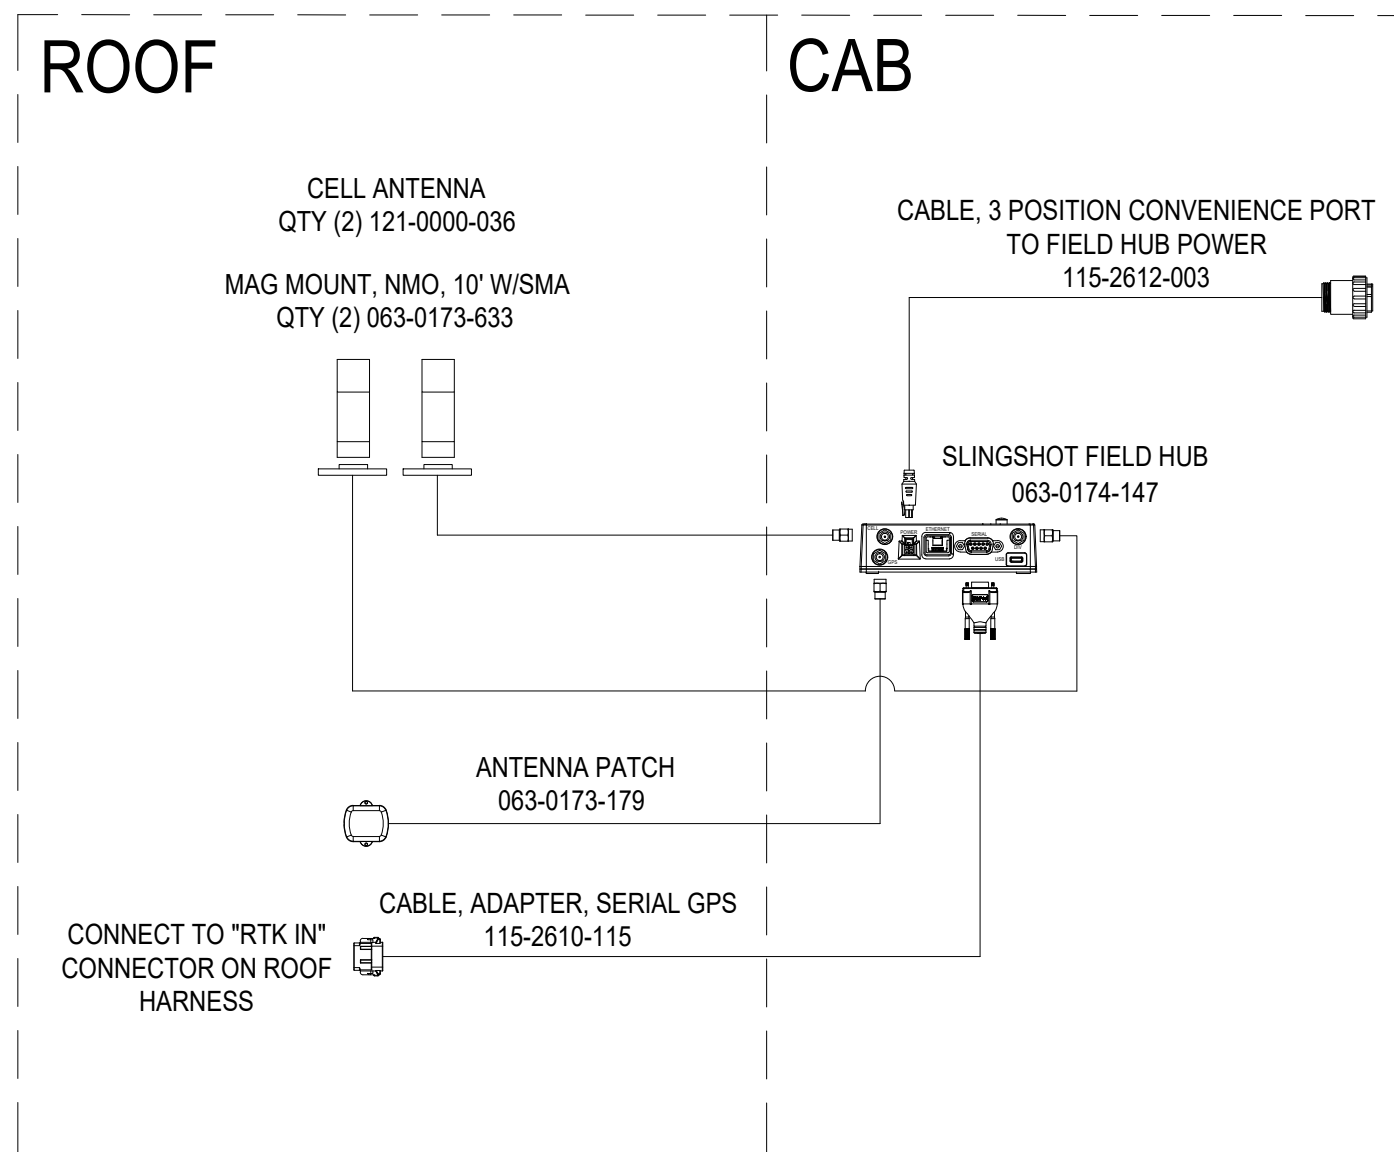 ROOF
CAB
CELL ANTENNA
QTY (2) 121-0000-036
MAG MOUNT, NMO, 10' W/SMA
QTY (2) 063-0173-633
CABLE, 3 POSITION CONVENIENCE PORT
TO FIELD HUB POWER
115-2612-003
SLINGSHOT FIELD HUB
063-0174-147
CELL
POWER
ETHERNET
SERIAL
DIV
GPS
USB
ANTENNA PATCH
063-0173-179
CABLE, ADAPTER, SERIAL GPS
115-2610-115
CONNECT TO "RTK IN"
CONNECTOR ON ROOF
HARNESS